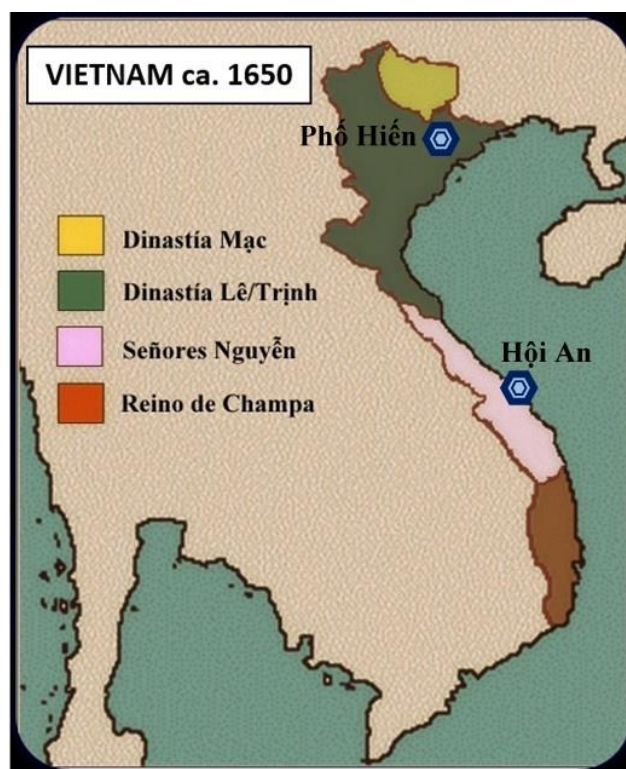 VIETNAM ca. 1650
Phố Hiến
Dinastía Mạc
Dinastía Lê/Trịnh
Señores Nguyễn
Reino de Champa
Hội An